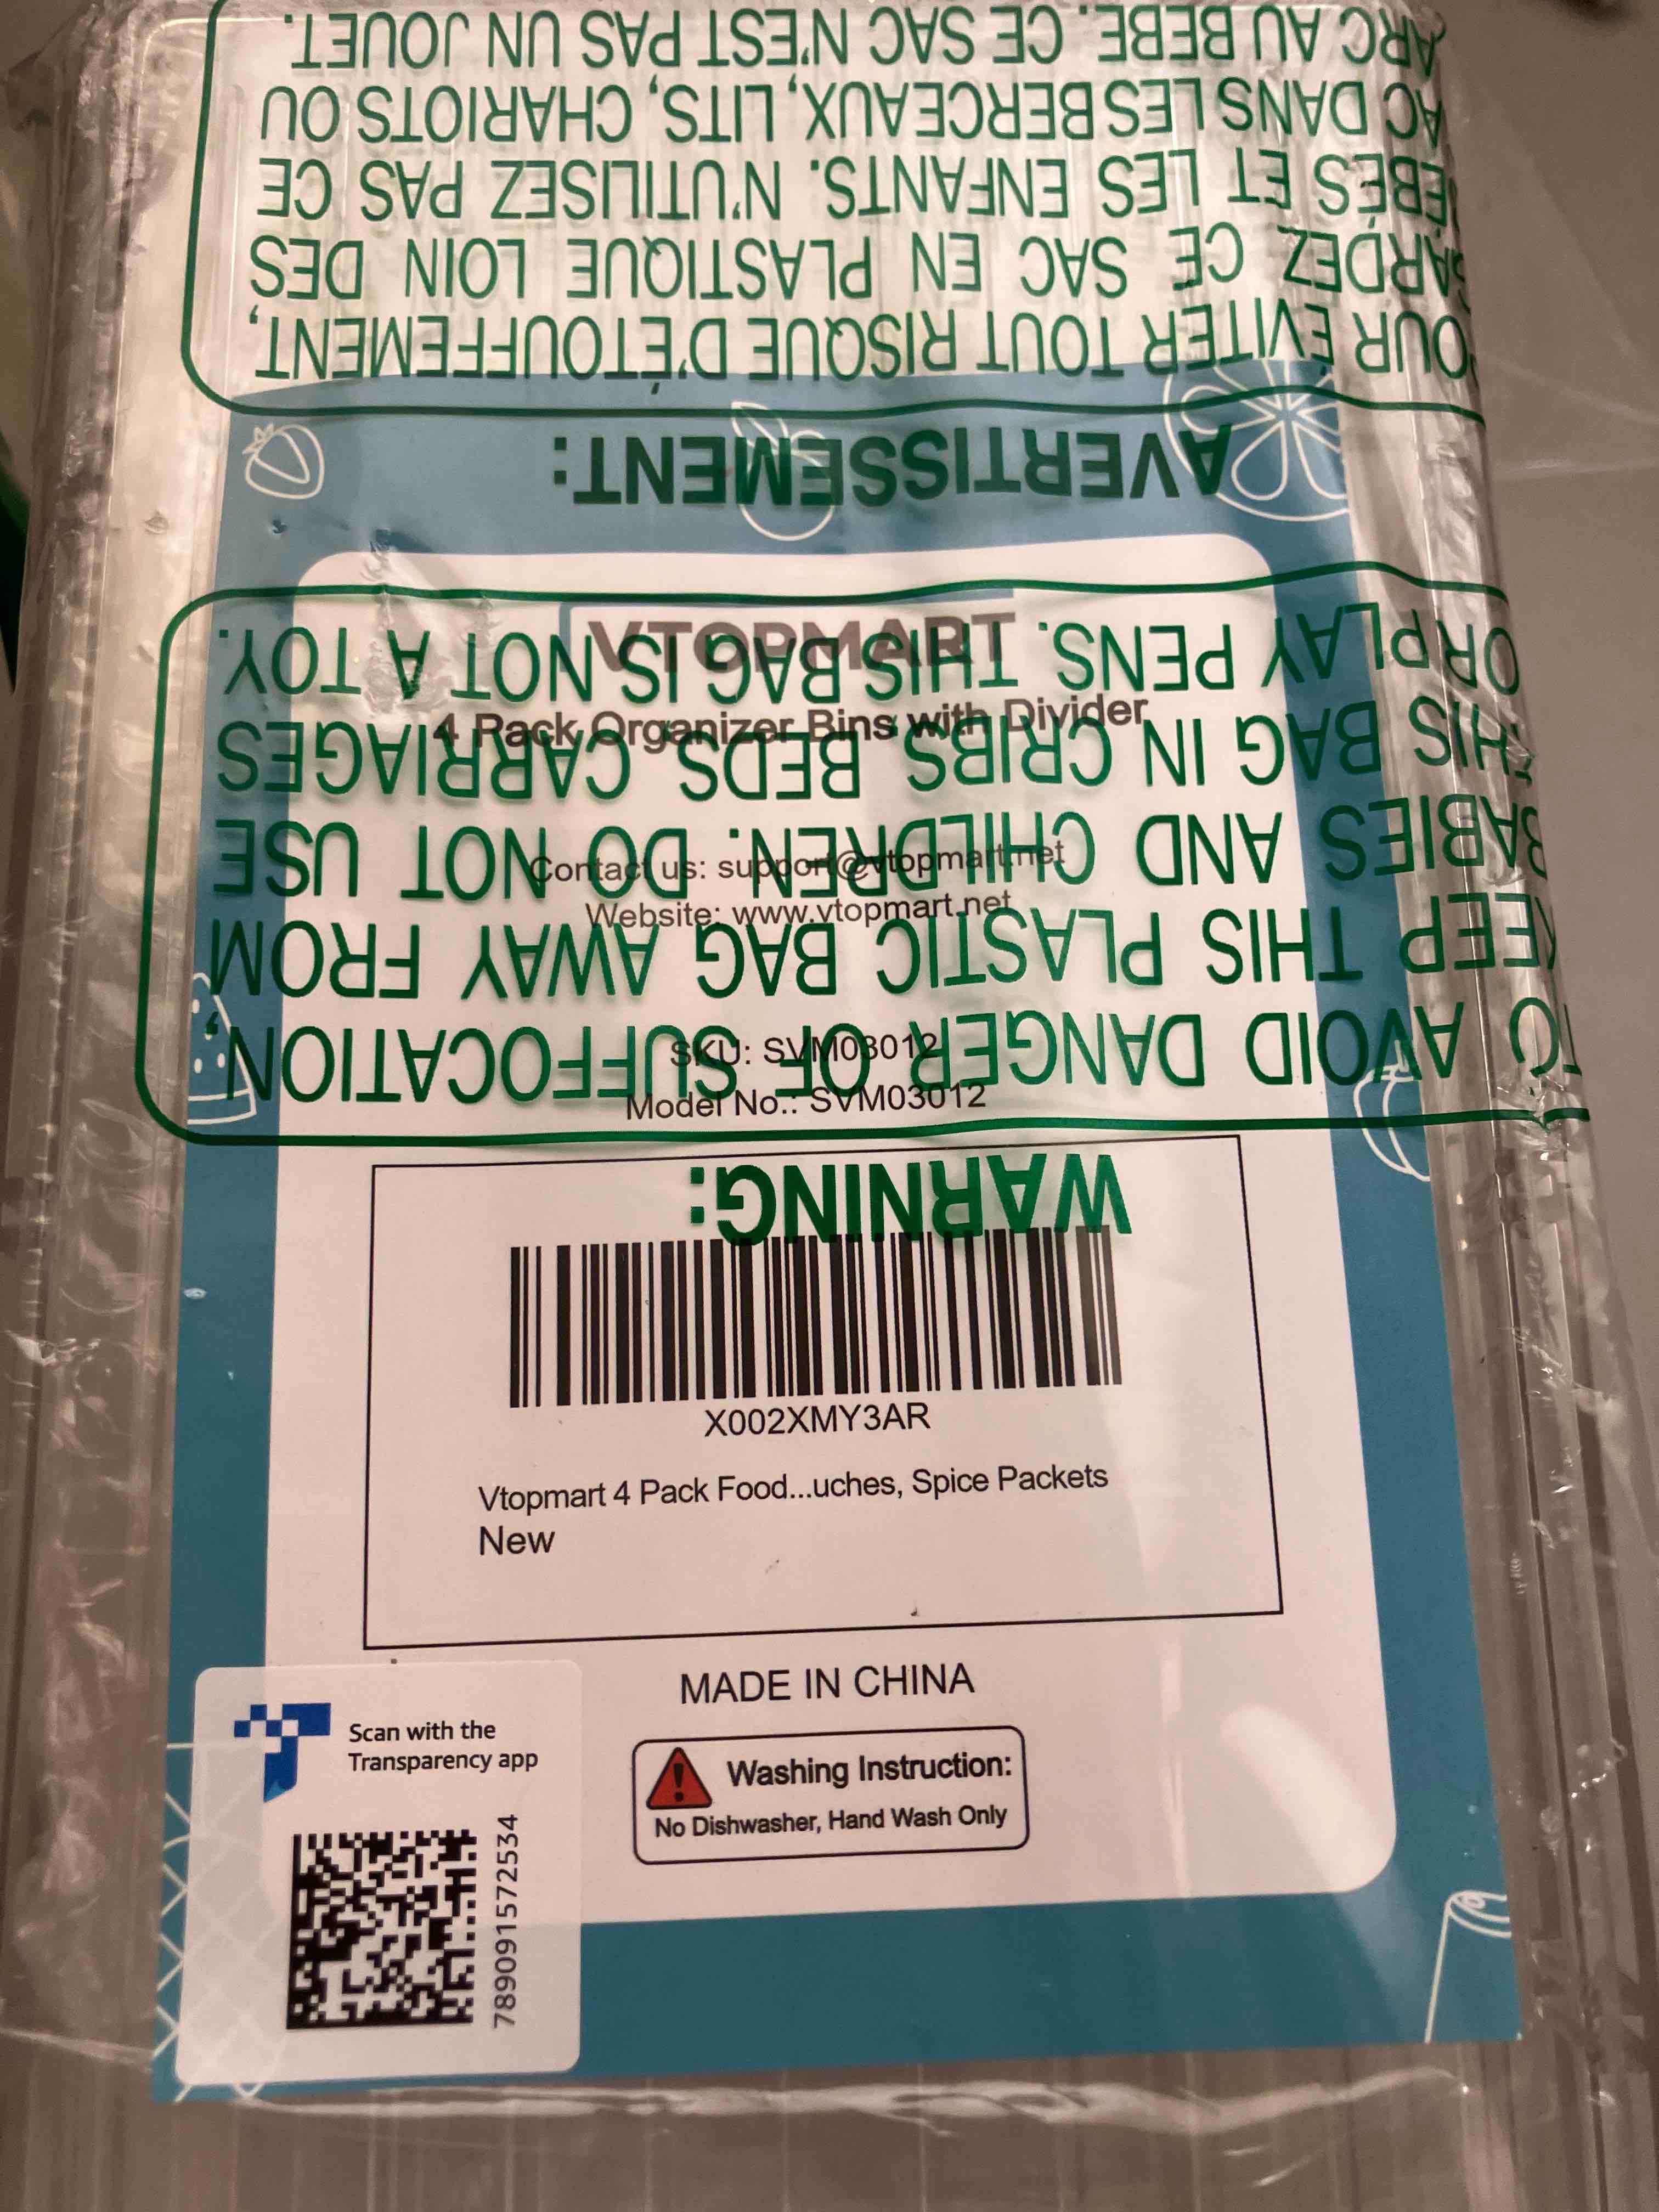 VTOPMART
4 Pack Organizer Bins with Divider
Contact us: support@vtopmart.net
Website: www.vtopmart.net
SKU: SVM03012
Model No.: SVM03012
X002XMY3AR
Vtopmart 4 Pack Food...uches, Spice Packets
New
MADE IN CHINA
Washing Instruction:
No Dishwasher, Hand Wash Only
Scan with the
Transparency app
7890915720689
WARNING:
TO AVOID DANGER OF SUFFOCATION,
KEEP THIS PLASTIC BAG AWAY FROM
BABIES AND CHILDREN. DO NOT USE
THIS BAG IN CRIBS, BEDS, CARRIAGES
OR PLAY PENS. THIS BAG IS NOT A TOY.
AVERTISSEMENT:
POUR ÉVITER TOUT RISQUE D'ÉTOUFFEMENT,
GARDEZ CE SAC EN PLASTIQUE LOIN DES
BÉBÉS ET LES ENFANTS. N'UTILISEZ PAS CE
AC DANS LES BERCEAUX, LITS, CHARIOTS OU
ARC AU BEBE. CE SAC N'EST PAS UN JOUET.